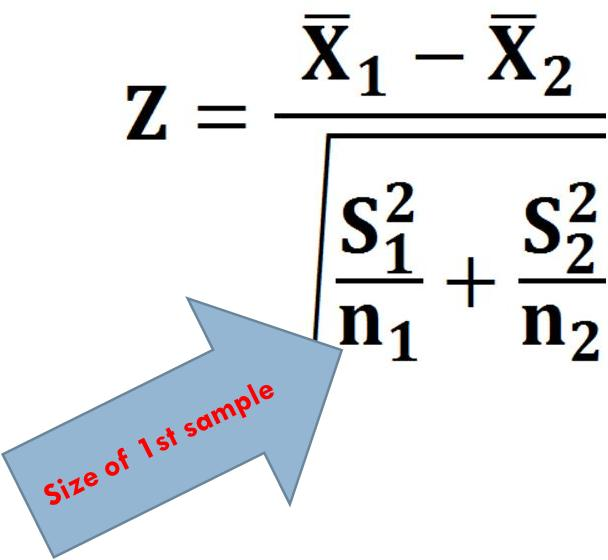 Z = (X̅₁ − X̅₂) / √(S₁²/n₁ + S₂²/n₂)
Size of 1st sample